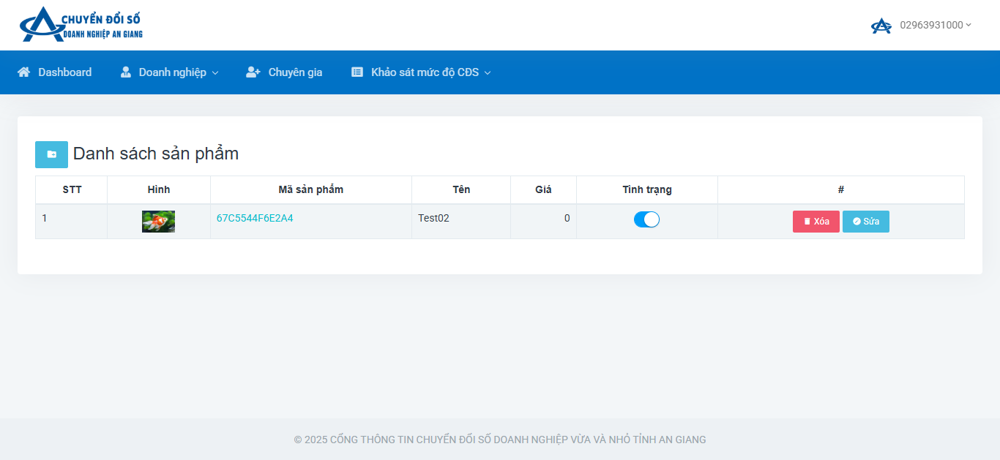 CHUYỂN ĐỔI SỐ
DOANH NGHIỆP AN GIANG
02963931000
Dashboard
Doanh nghiệp
Chuyên gia
Khảo sát mức độ CĐS
Danh sách sản phẩm
STT Hình Mã sản phẩm Tên Giá Tình trạng #
1 67C5544F6E2A4 Test02 0 Xóa Sửa
© 2025 CỔNG THÔNG TIN CHUYỂN ĐỔI SỐ DOANH NGHIỆP VỪA VÀ NHỎ TỈNH AN GIANG